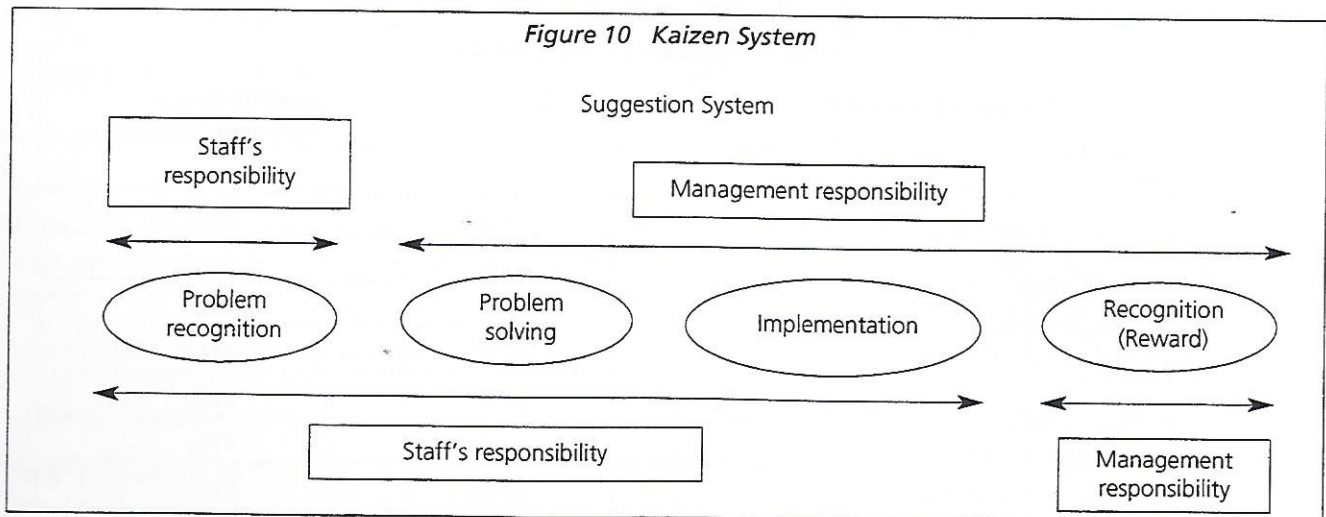 Figure 10 Kaizen System
Suggestion System
Staff's
responsibility
Management responsibility
Problem
recognition
Problem
solving
Implementation
Recognition
(Reward)
Staff's responsibility
Management
responsibility